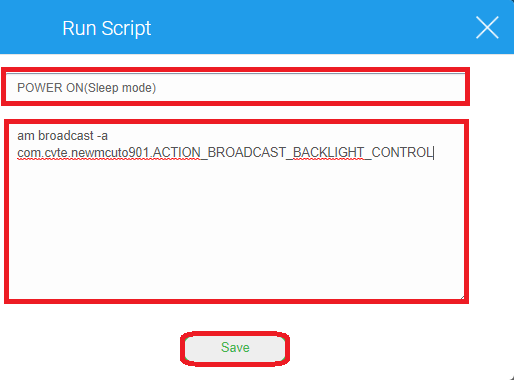 Run Script
POWER ON(Sleep mode)
am broadcast -a
com.cvte.newmcuto901.ACTION_BROADCAST_BACKLIGHT_CONTROL
Save